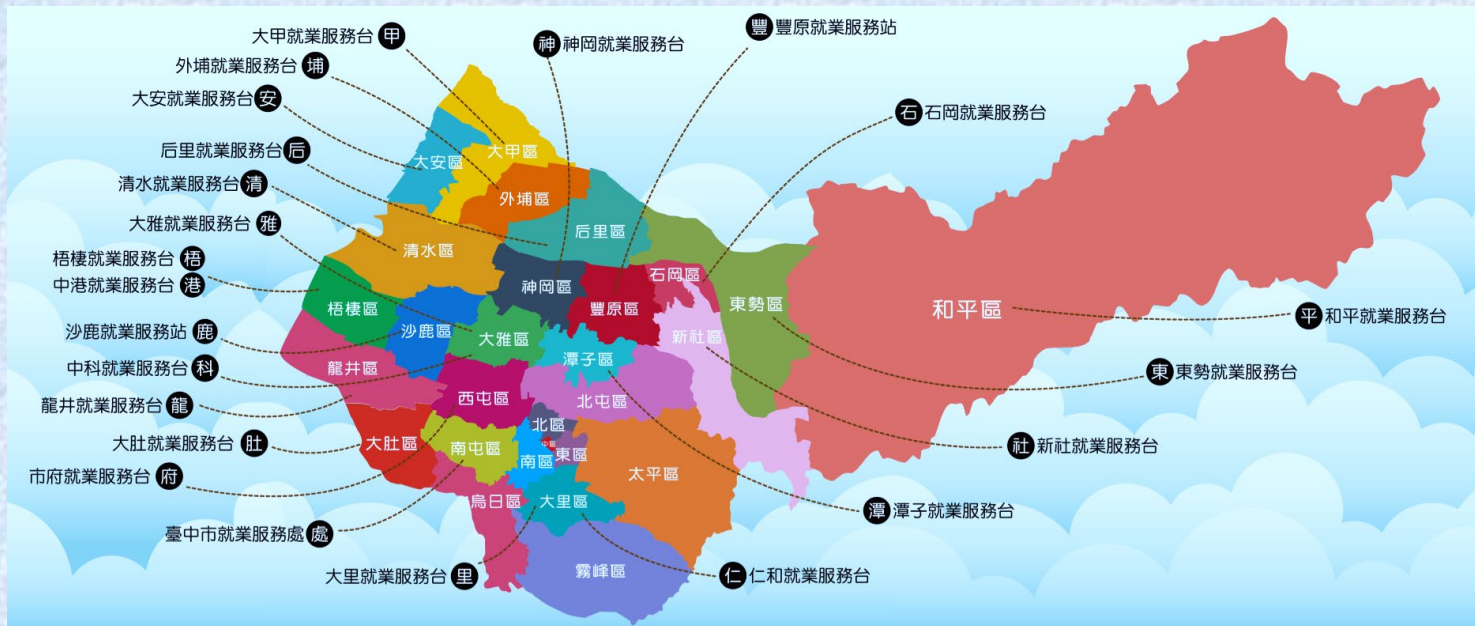 大甲就業服務台 甲
外埔就業服務台 埔
大安就業服務台 安
后里就業服務台 后
清水就業服務台 清
大雅就業服務台 雅
梧棲就業服務台 梧
中港就業服務台 港
沙鹿就業服務站 鹿
中科就業服務台 科
龍井就業服務台 龍
大肚就業服務台 肚
市府就業服務台 府
臺中市就業服務處 處
大里就業服務台 里
神 神岡就業服務台
豐 豐原就業服務站
石 石岡就業服務台
平 和平就業服務台
東 東勢就業服務台
社 新社就業服務台
潭 潭子就業服務台
仁 仁和就業服務台
大甲區
大安區
外埔區
后里區
清水區
神岡區
豐原區
石岡區
東勢區
和平區
梧棲區
沙鹿區
大雅區
潭子區
新社區
龍井區
西屯區
北屯區
大肚區
南屯區
北區
中區
南區
東區
太平區
烏日區
大里區
霧峰區